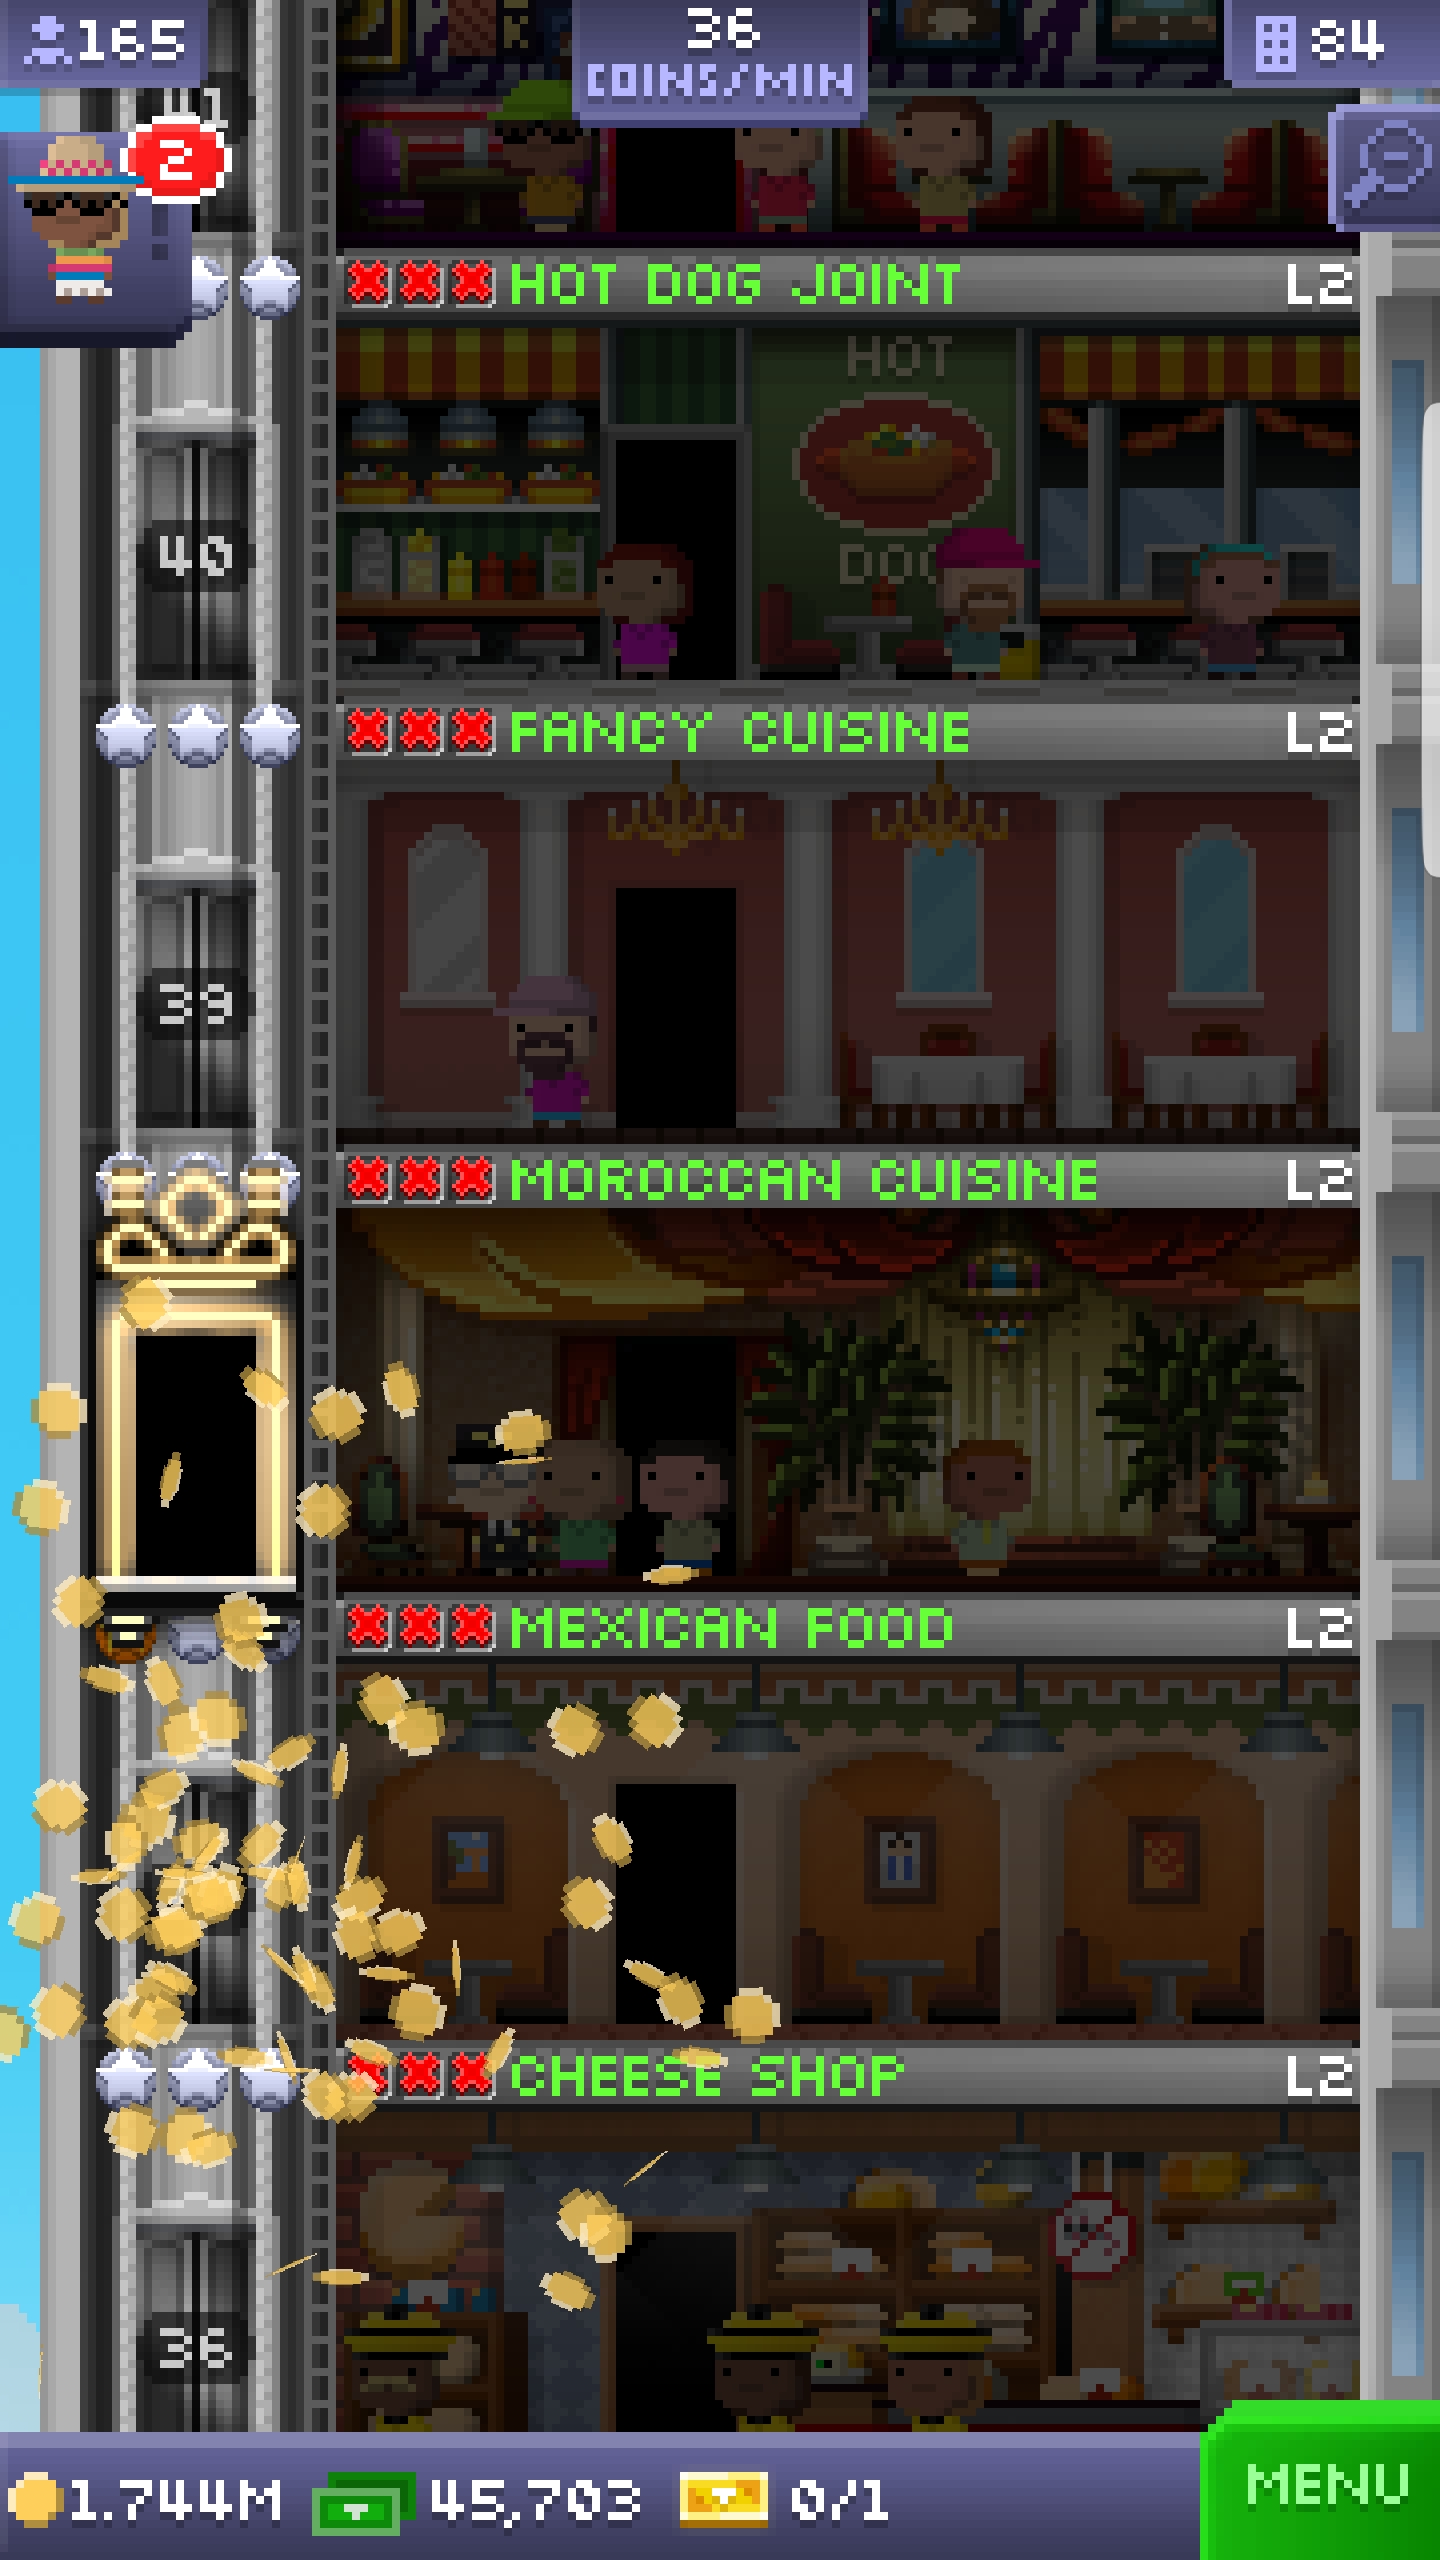 165
36
COINS/MIN
84
2
HOT DOG JOINT
L2
HOT
DOG
40
FANCY CUISINE
L2
39
MOROCCAN CUISINE
L2
MEXICAN FOOD
L2
CHEESE SHOP
L2
36
1.744M
45,703
0/1
MENU